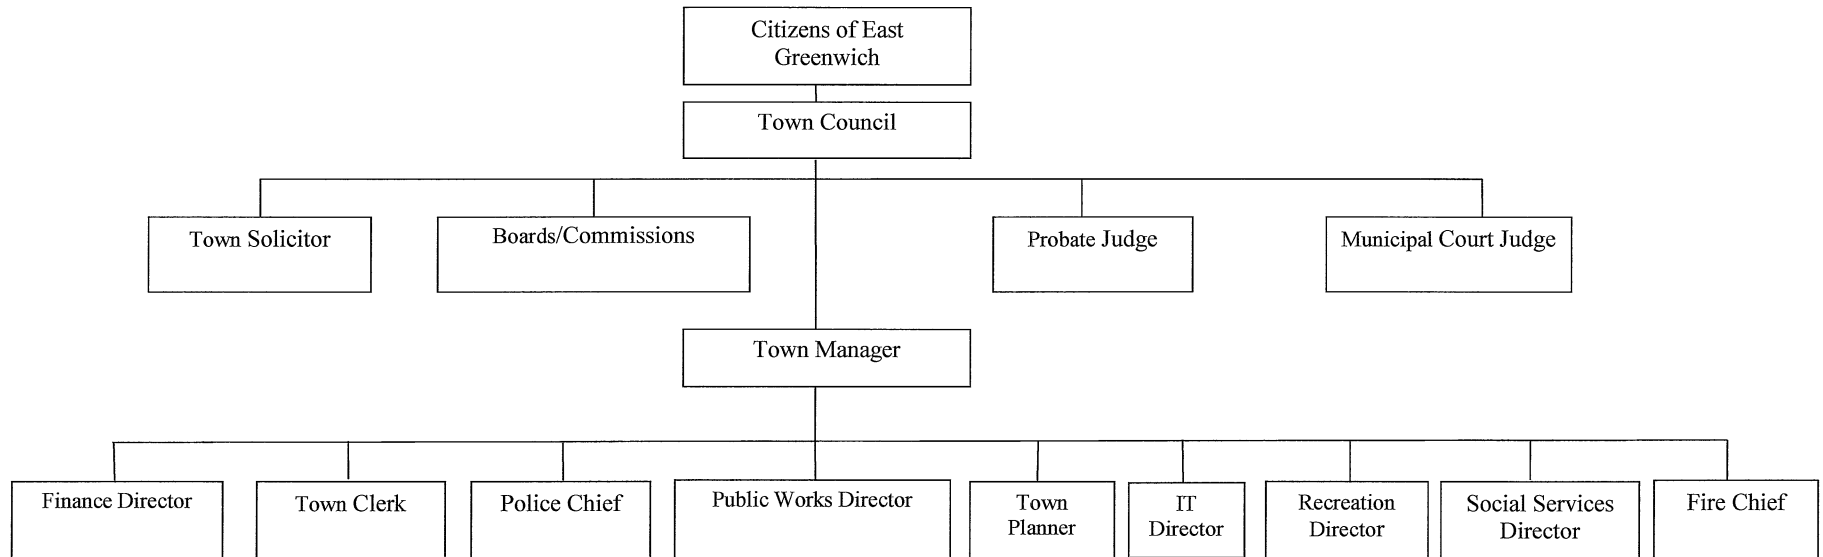 Citizens of East
Greenwich
Town Council
Town Solicitor
Boards/Commissions
Probate Judge
Municipal Court Judge
Town Manager
Finance Director
Town Clerk
Police Chief
Public Works Director
Town
Planner
IT
Director
Recreation
Director
Social Services
Director
Fire Chief